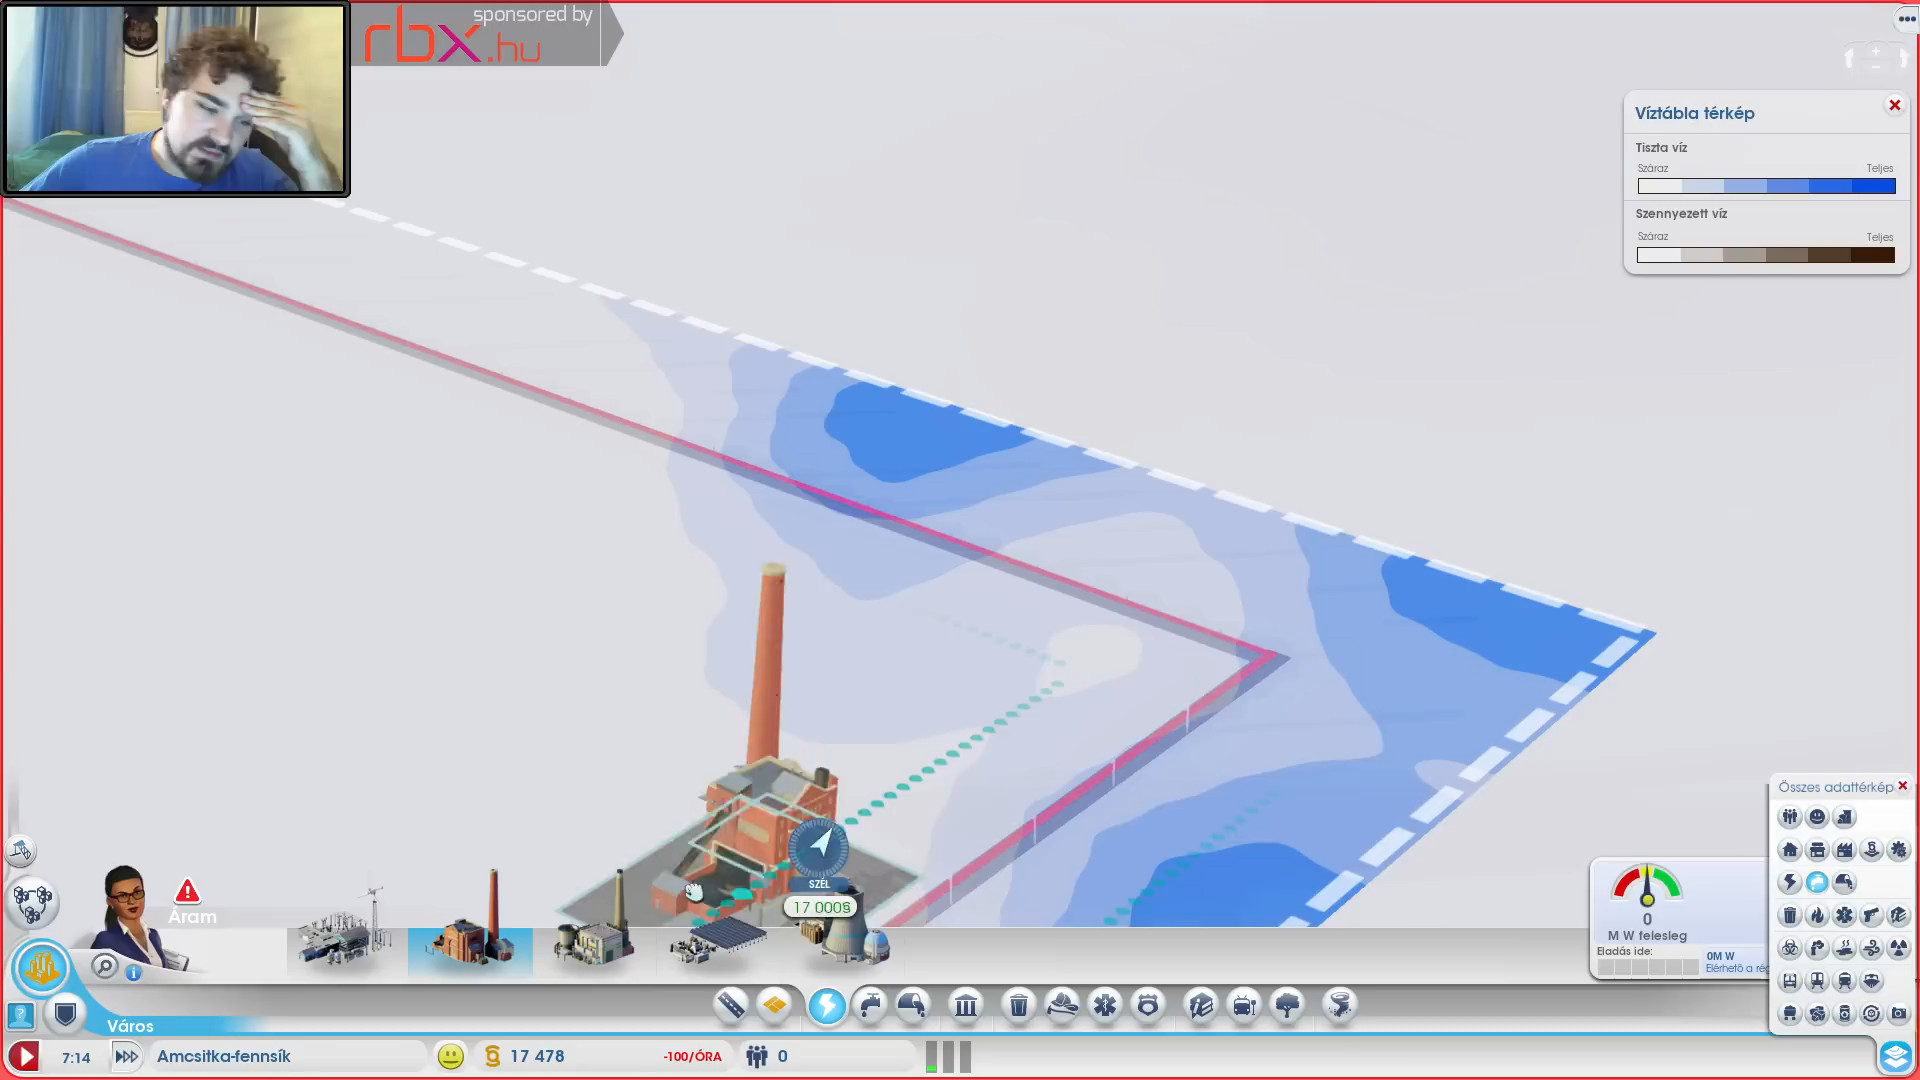 sponsored by
rbx.hu
Víztábla térkép
Tiszta víz
Száraz Teljes
Szennyezett víz
Száraz Teljes
Összes adattérkép
SZÉL
17 000§
Áram
0
M W felesleg
Eladás ide:
0M W
Elérhető a rég
Város
7:14
Amcsitka-fennsík
17 478
-100/ÓRA
0